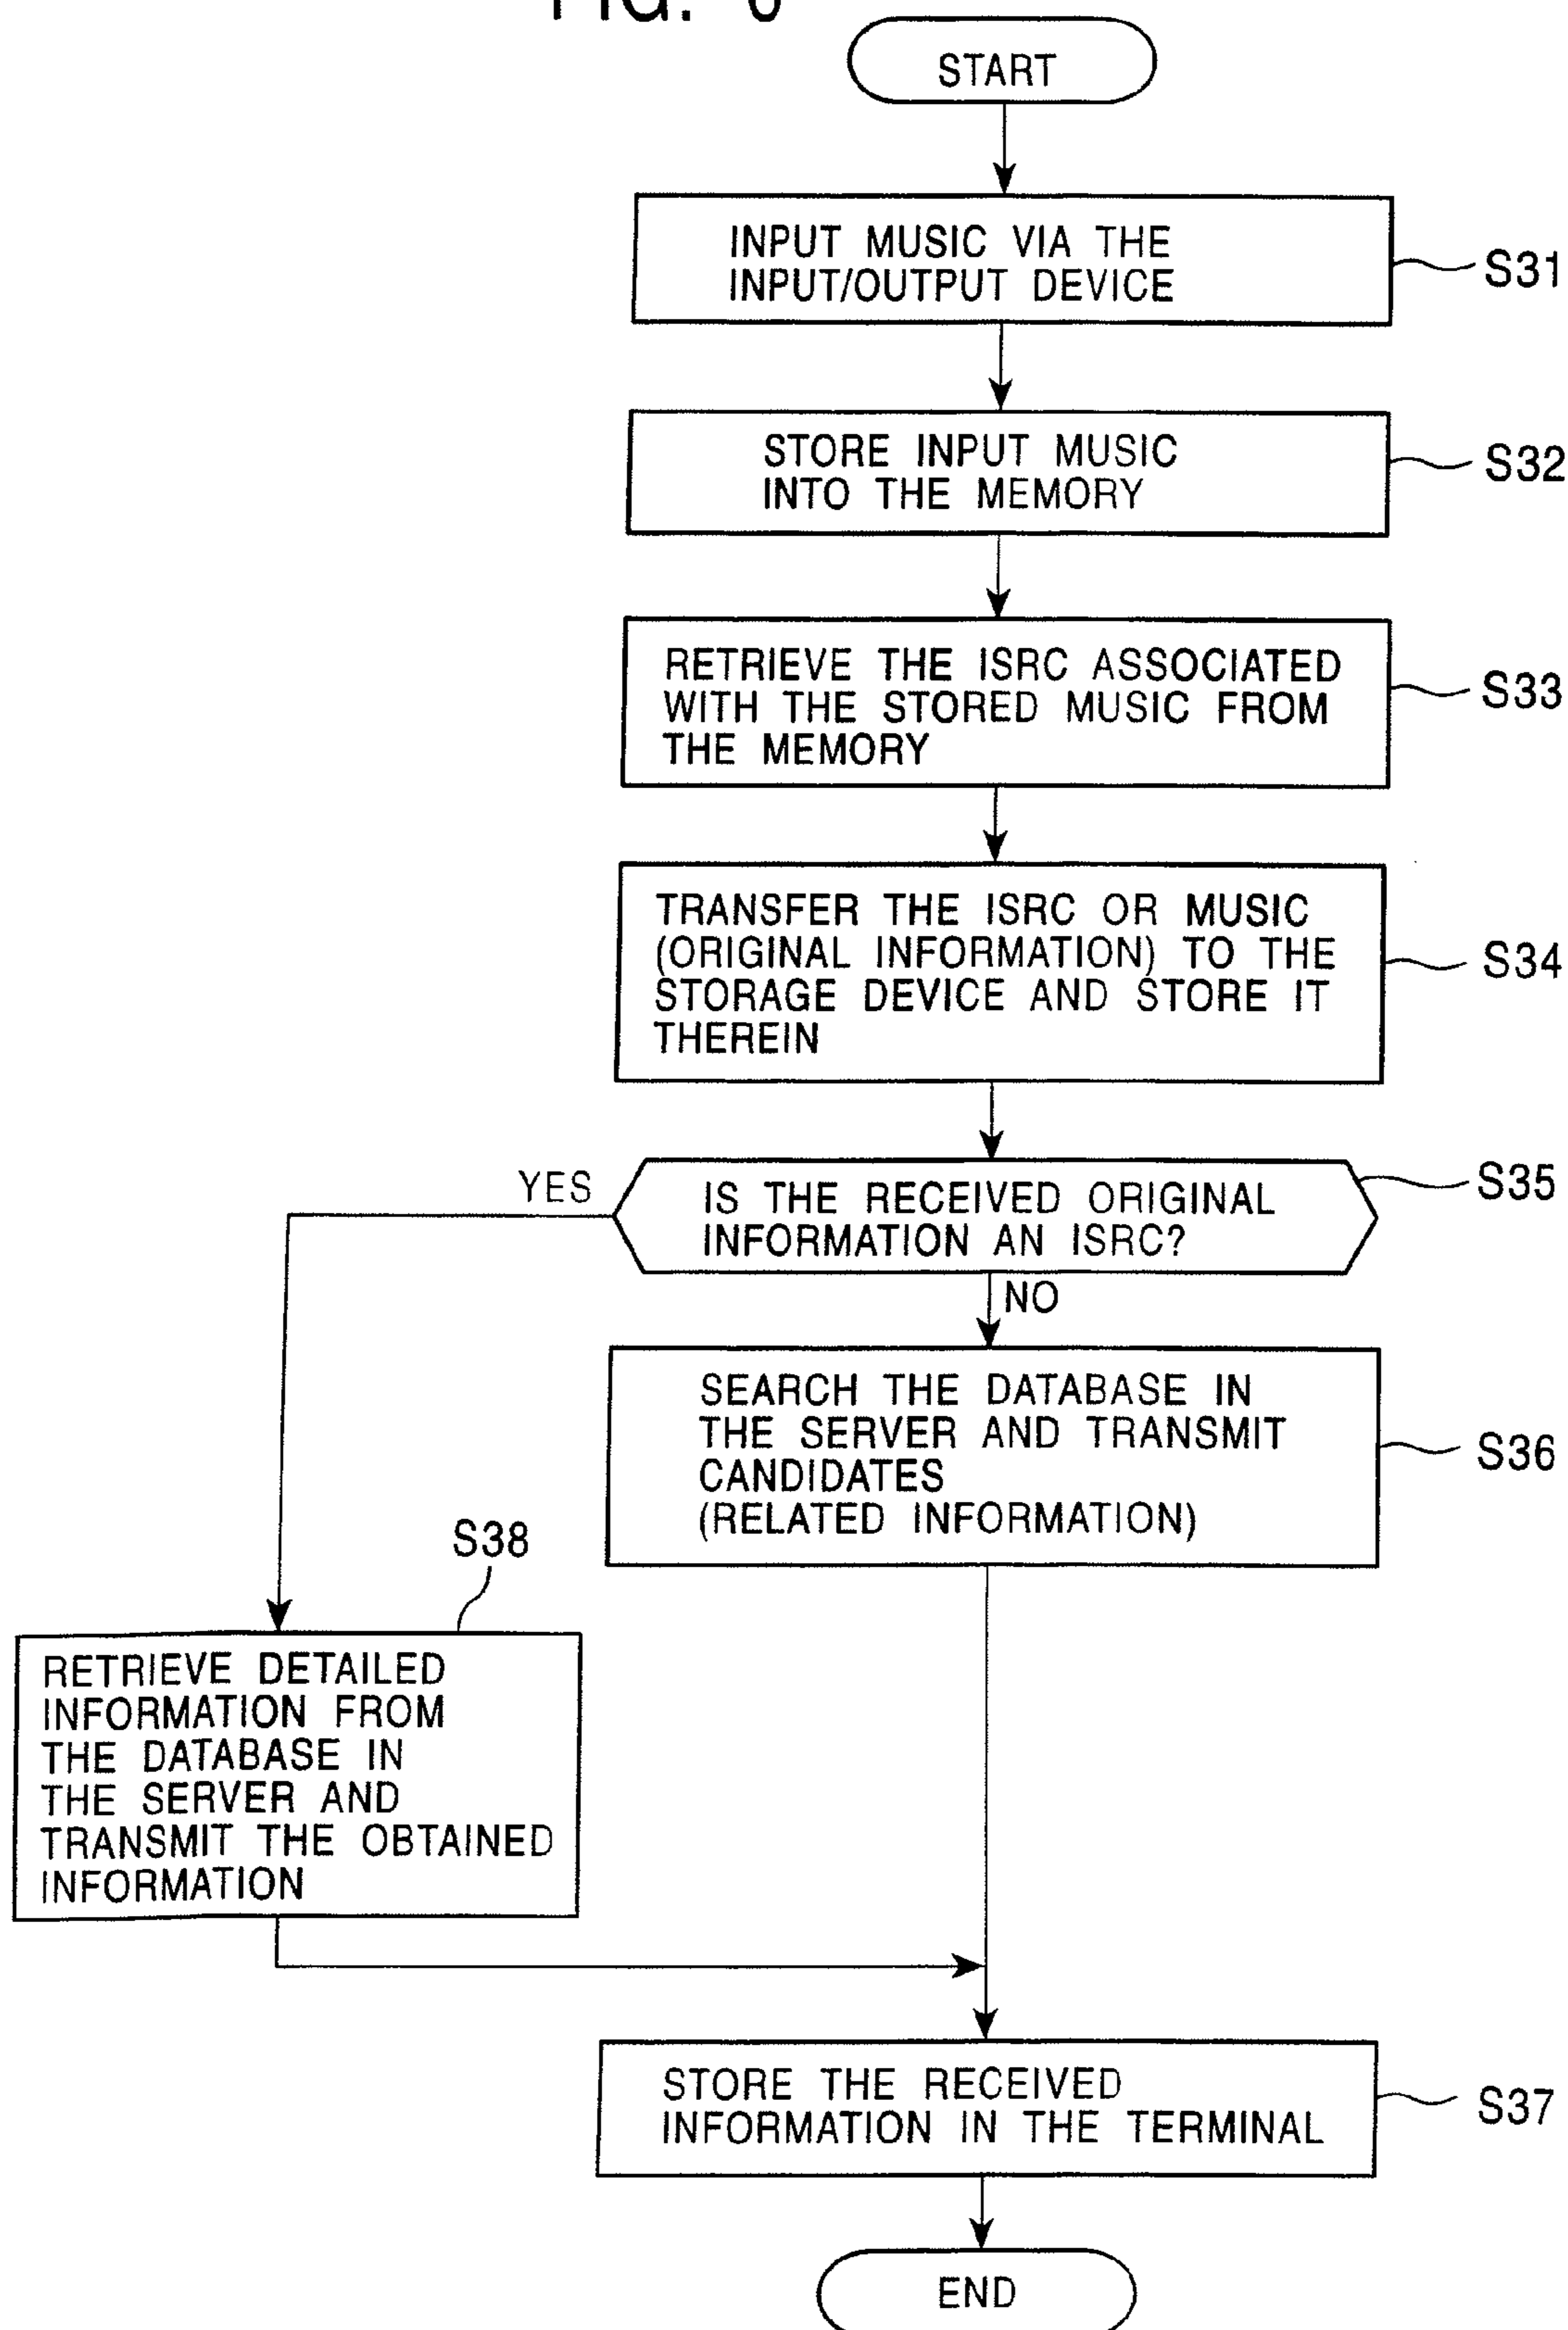 FIG.
START
INPUT MUSIC VIA THE
INPUT/OUTPUT DEVICE
S31
STORE INPUT MUSIC
INTO THE MEMORY
S32
RETRIEVE THE ISRC ASSOCIATED
WITH THE STORED MUSIC FROM
THE MEMORY
S33
TRANSFER THE ISRC OR MUSIC
(ORIGINAL INFORMATION) TO THE
STORAGE DEVICE AND STORE IT
THEREIN
S34
YES
IS THE RECEIVED ORIGINAL
INFORMATION AN ISRC?
S35
NO
SEARCH THE DATABASE IN
THE SERVER AND TRANSMIT
CANDIDATES
(RELATED INFORMATION)
S36
S38
RETRIEVE DETAILED
INFORMATION FROM
THE DATABASE IN
THE SERVER AND
TRANSMIT THE OBTAINED
INFORMATION
STORE THE RECEIVED
INFORMATION IN THE TERMINAL
S37
END